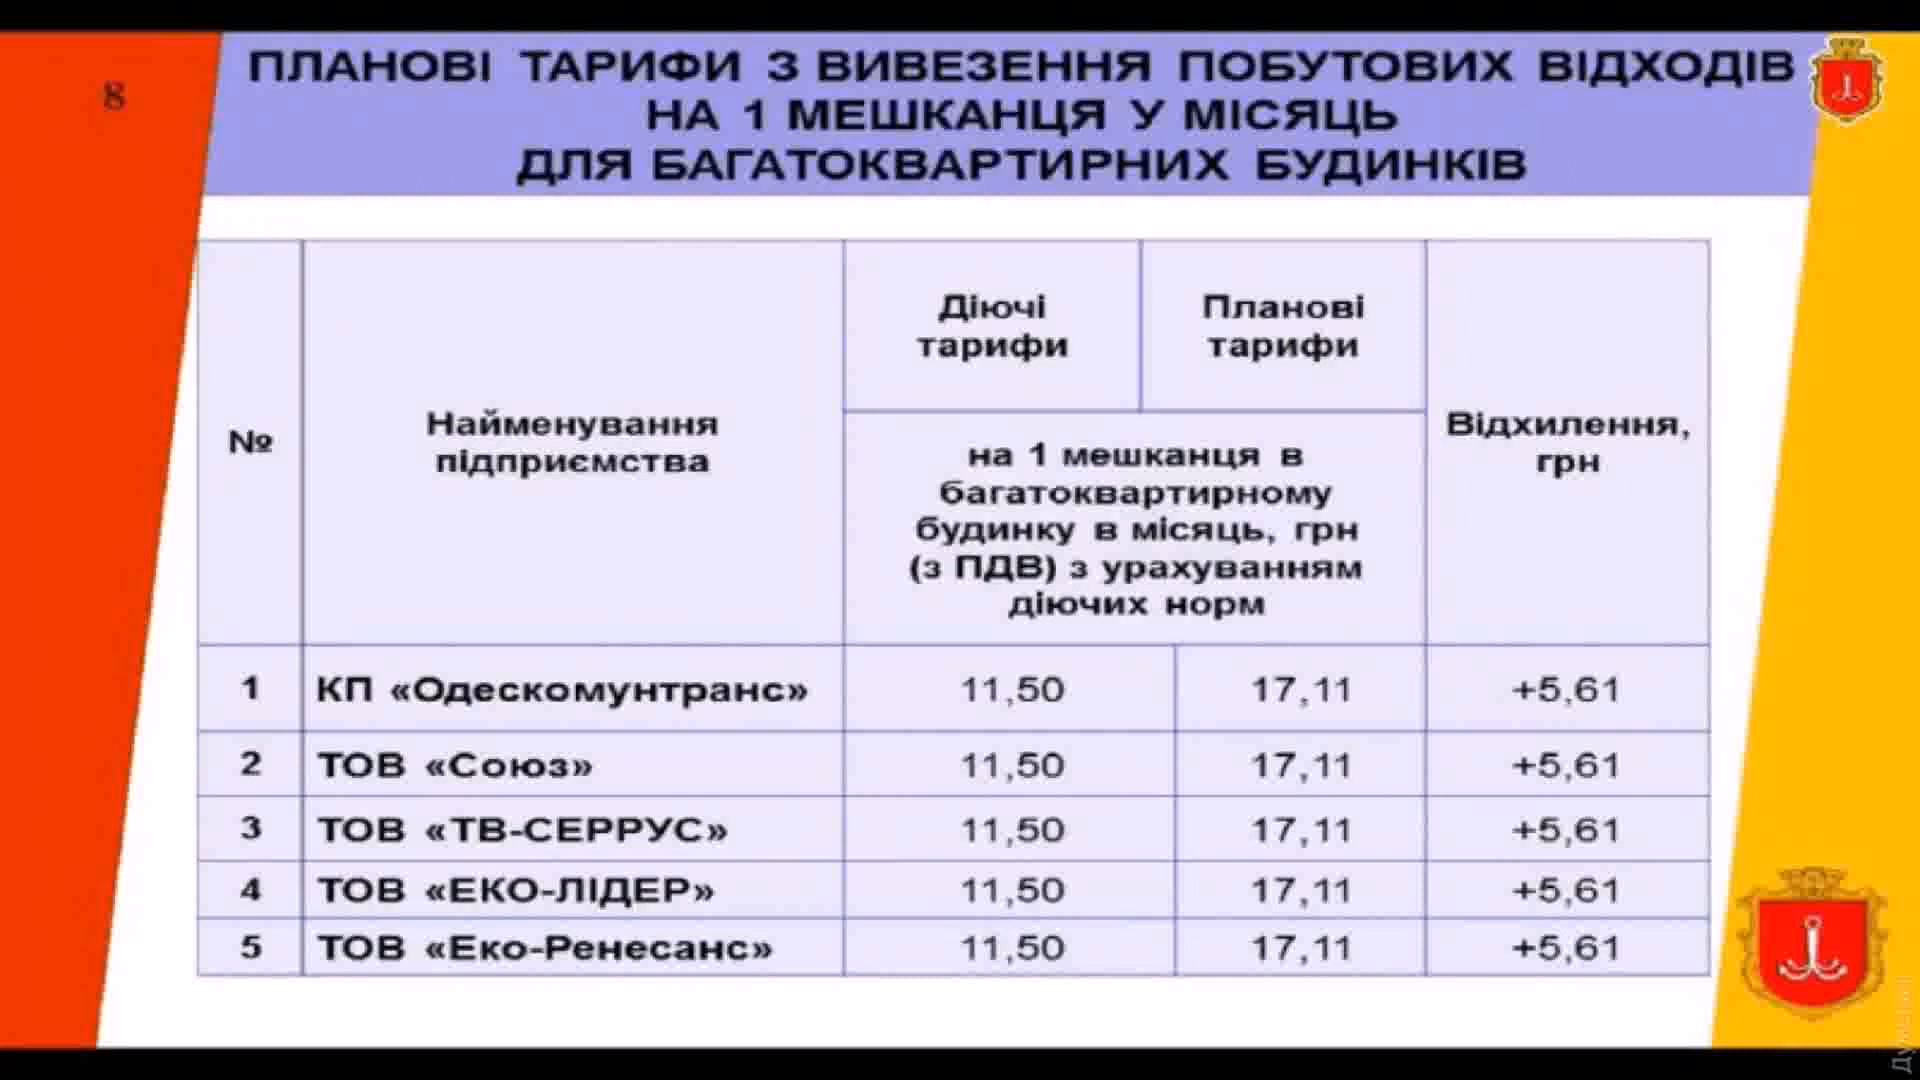 8
ПЛАНОВІ ТАРИФИ З ВИВЕЗЕННЯ ПОБУТОВИХ ВІДХОДІВ
НА 1 МЕШКАНЦЯ У МІСЯЦЬ
ДЛЯ БАГАТОКВАРТИРНИХ БУДИНКІВ
№
Найменування
підприємства
Діючі
тарифи
Планові
тарифи
на 1 мешканця в
багатоквартирному
будинку в місяць, грн
(з ПДВ) з урахуванням
діючих норм
Відхилення,
грн
1 КП «Одескомунтранс» 11,50 17,11 +5,61
2 ТОВ «Союз» 11,50 17,11 +5,61
3 ТОВ «ТВ-СЕРРУС» 11,50 17,11 +5,61
4 ТОВ «ЕКО-ЛІДЕР» 11,50 17,11 +5,61
5 ТОВ «Еко-Ренесанс» 11,50 17,11 +5,61